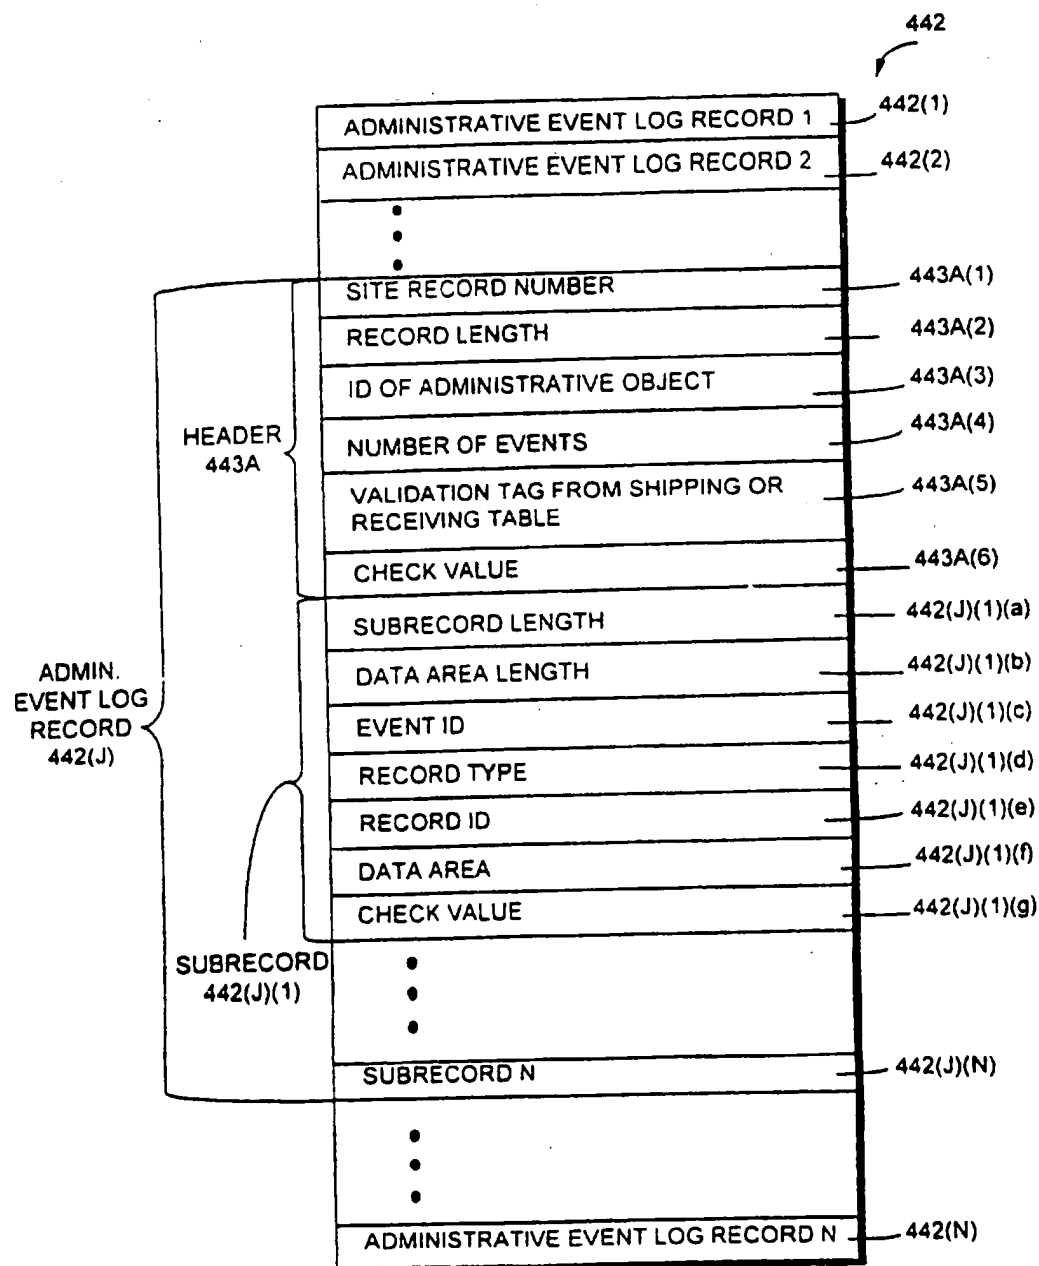 442
ADMINISTRATIVE EVENT LOG RECORD 1
442(1)
ADMINISTRATIVE EVENT LOG RECORD 2
442(2)
SITE RECORD NUMBER
443A(1)
RECORD LENGTH
443A(2)
ID OF ADMINISTRATIVE OBJECT
443A(3)
HEADER
443A
NUMBER OF EVENTS
443A(4)
VALIDATION TAG FROM SHIPPING OR
RECEIVING TABLE
443A(5)
CHECK VALUE
443A(6)
SUBRECORD LENGTH
442(J)(1)(a)
ADMIN.
EVENT LOG
RECORD
442(J)
DATA AREA LENGTH
442(J)(1)(b)
EVENT ID
442(J)(1)(c)
RECORD TYPE
442(J)(1)(d)
RECORD ID
442(J)(1)(e)
DATA AREA
442(J)(1)(f)
CHECK VALUE
442(J)(1)(g)
SUBRECORD
442(J)(1)
SUBRECORD N
442(J)(N)
ADMINISTRATIVE EVENT LOG RECORD N
442(N)